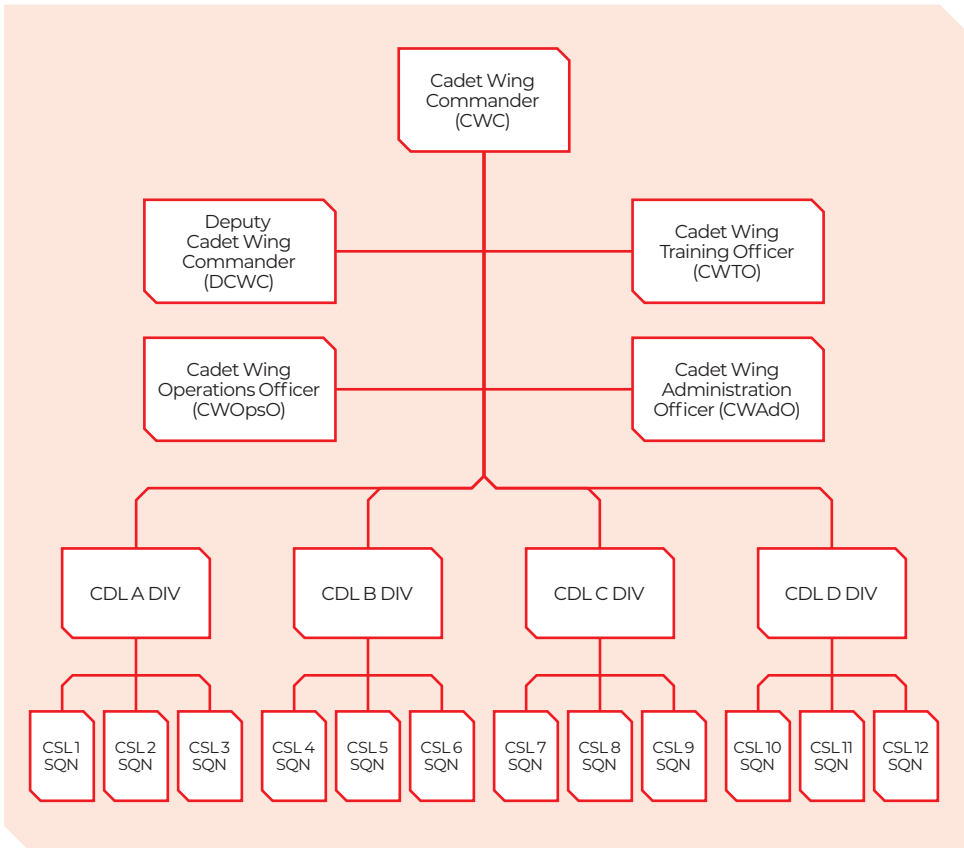 Cadet Wing
Commander
(CWC)
Deputy
Cadet Wing
Commander
(DCWC)
Cadet Wing
Training Officer
(CWTO)
Cadet Wing
Operations Officer
(CWOpsO)
Cadet Wing
Administration
Officer (CWAdO)
CDL A DIV
CDL B DIV
CDL C DIV
CDL D DIV
CSL 1
SQN
CSL 2
SQN
CSL 3
SQN
CSL 4
SQN
CSL 5
SQN
CSL 6
SQN
CSL 7
SQN
CSL 8
SQN
CSL 9
SQN
CSL 10
SQN
CSL 11
SQN
CSL 12
SQN